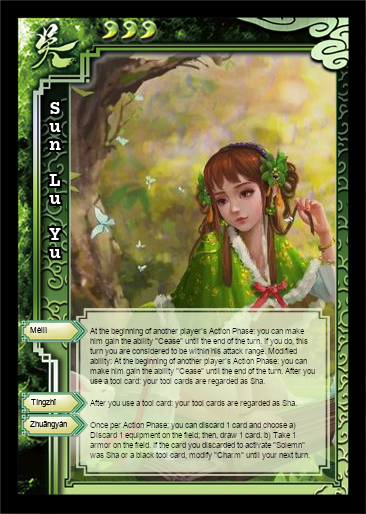 吴
Sun Lu Yu
Mèilì
At the beginning of another player's Action Phase: you can make
him gain the ability "Cease" until the end of the turn. If you do, this
turn you are considered to be within his attack range. Modified
ability: At the beginning of another player's Action Phase: you can
make him gain the ability "Cease" until the end of the turn. After you
use a tool card: your tool cards are regarded as Sha.
Tìngzhǐ
After you use a tool card: your tool cards are regarded as Sha.
Zhuāngyán
Once per Action Phase: you can discard 1 card and choose a)
Discard 1 equipment on the field; then, draw 1 card. b) Take 1
armor on the field. If the card you discarded to activate "Solemn"
was Sha or a black tool card, modify "Charm" until your next turn.